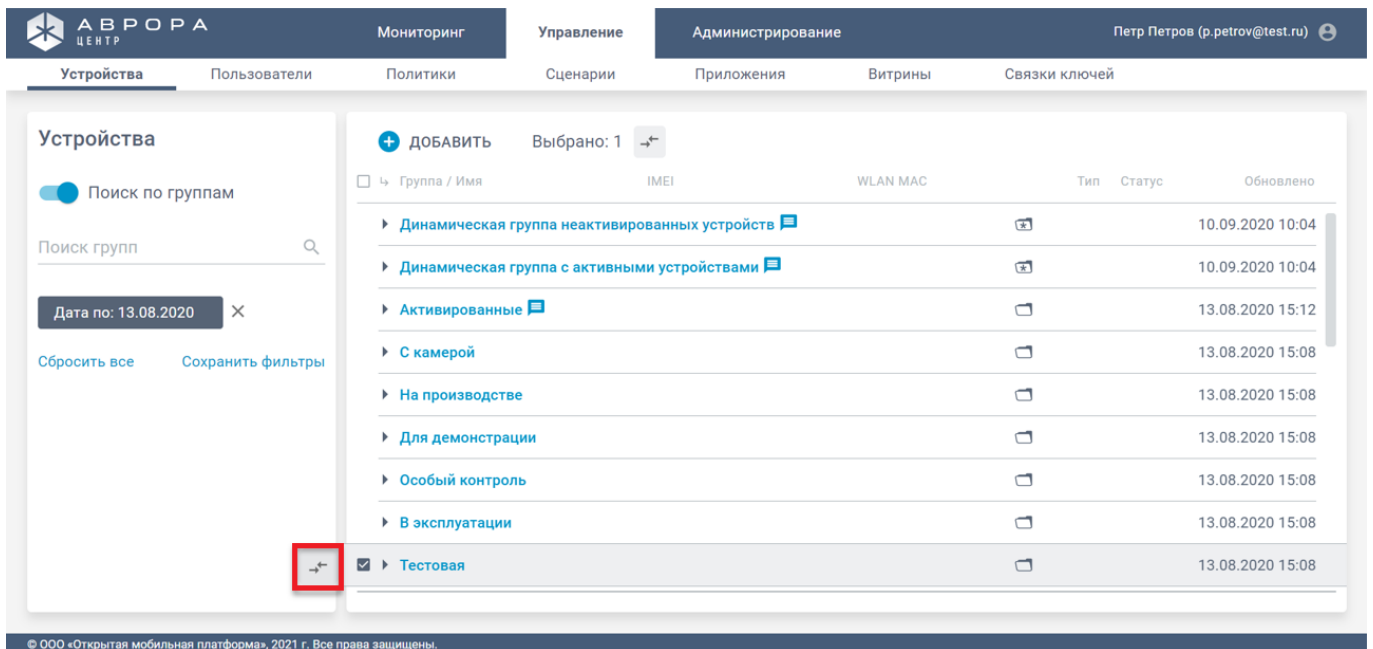 АВРОРА
ЦЕНТР
Мониторинг Управление Администрирование Петр Петров (p.petrov@test.ru)
Устройства Пользователи Политики Сценарии Приложения Витрины Связки ключей
Устройства
Поиск по группам
Поиск групп
Дата по: 13.08.2020
Сбросить все Сохранить фильтры
ДОБАВИТЬ Выбрано: 1
Группа / Имя IMEI WLAN MAC Тип Статус Обновлено
Динамическая группа неактивированных устройств 10.09.2020 10:04
Динамическая группа с активными устройствами 10.09.2020 10:04
Активированные 13.08.2020 15:12
С камерой 13.08.2020 15:08
На производстве 13.08.2020 15:08
Для демонстрации 13.08.2020 15:08
Особый контроль 13.08.2020 15:08
В эксплуатации 13.08.2020 15:08
Тестовая 13.08.2020 15:08
© ООО «Открытая мобильная платформа», 2021 г. Все права защищены.